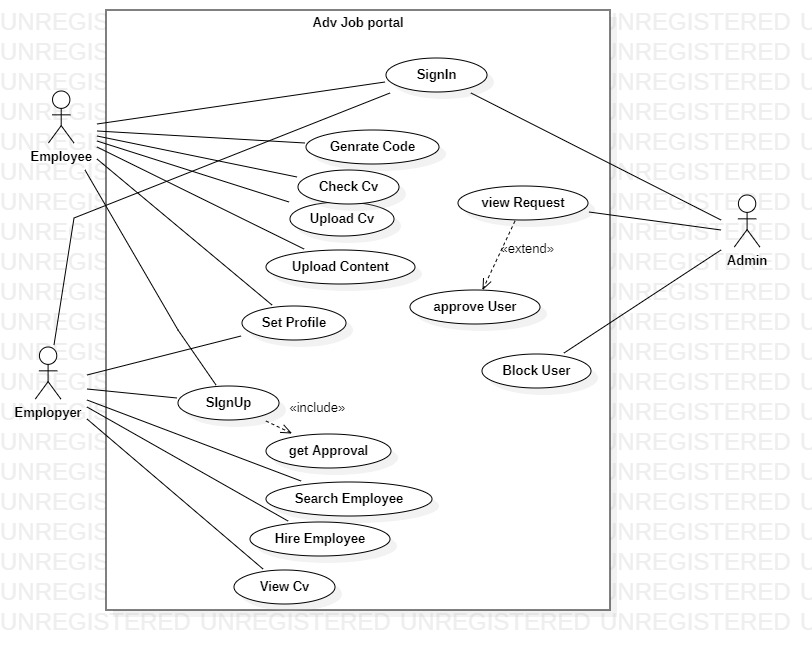 Adv Job portal
SignIn
Genrate Code
Employee
Check Cv
view Request
Upload Cv
«extend»
Admin
Upload Content
approve User
Set Profile
Block User
Emplopyer
SIgnUp
«include»
get Approval
Search Employee
Hire Employee
View Cv
UNREGISTERED UNREGISTERED UNREGISTERED UNREGISTERED